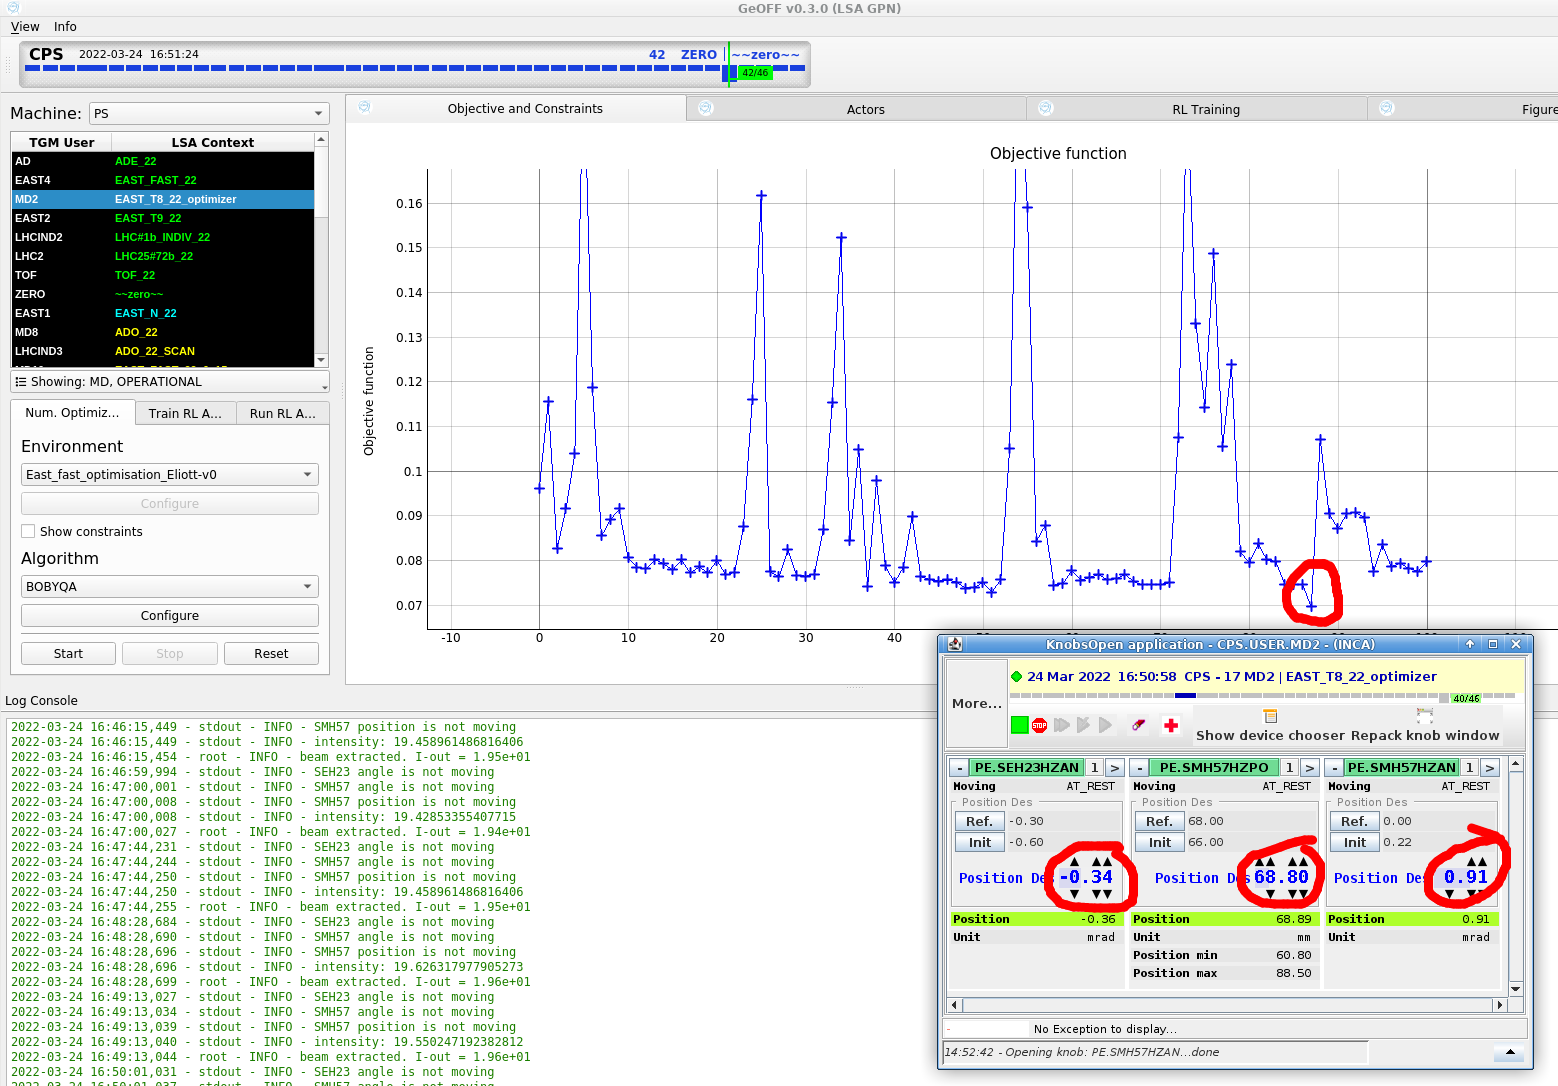 GeOFF v0.3.0 (LSA GPN)
View Info
CPS 2022-03-24 16:51:24 42 ZERO ~~zero~~
42/46
Machine: PS
TGM User LSA Context
AD ADE_22
EAST4 EAST_FAST_22
MD2 EAST_T8_22_optimizer
EAST2 EAST_T9_22
LHCIND2 LHC#1b_INDIV_22
LHC2 LHC25#72b_22
TOF TOF_22
ZERO ~~zero~~
EAST1 EAST_N_22
MD8 ADO_22
LHCIND3 ADO_22_SCAN
Showing: MD, OPERATIONAL
Num. Optimiz... Train RL A... Run RL A...
Environment
East_fast_optimisation_Eliott-v0
Configure
Show constraints
Algorithm
BOBYQA
Configure
Start Stop Reset
Objective and Constraints Actors RL Training Figure
Objective function
Objective function
0.16
0.15
0.14
0.13
0.12
0.11
0.1
0.09
0.08
0.07
-10 0 10 20 30 40
Log Console
2022-03-24 16:46:15,449 - stdout - INFO - SMH57 position is not moving
2022-03-24 16:46:15,449 - stdout - INFO - intensity: 19.458961486816406
2022-03-24 16:46:15,454 - root - INFO - beam extracted. I-out = 1.95e+01
2022-03-24 16:46:59,994 - stdout - INFO - SEH23 angle is not moving
2022-03-24 16:47:00,001 - stdout - INFO - SMH57 angle is not moving
2022-03-24 16:47:00,008 - stdout - INFO - SMH57 position is not moving
2022-03-24 16:47:00,008 - stdout - INFO - intensity: 19.42853355407715
2022-03-24 16:47:00,027 - root - INFO - beam extracted. I-out = 1.94e+01
2022-03-24 16:47:44,231 - stdout - INFO - SEH23 angle is not moving
2022-03-24 16:47:44,244 - stdout - INFO - SMH57 angle is not moving
2022-03-24 16:47:44,250 - stdout - INFO - SMH57 position is not moving
2022-03-24 16:47:44,250 - stdout - INFO - intensity: 19.458961486816406
2022-03-24 16:47:44,255 - root - INFO - beam extracted. I-out = 1.95e+01
2022-03-24 16:48:28,684 - stdout - INFO - SEH23 angle is not moving
2022-03-24 16:48:28,690 - stdout - INFO - SMH57 angle is not moving
2022-03-24 16:48:28,696 - stdout - INFO - SMH57 position is not moving
2022-03-24 16:48:28,696 - stdout - INFO - intensity: 19.626317977905273
2022-03-24 16:48:28,699 - root - INFO - beam extracted. I-out = 1.96e+01
2022-03-24 16:49:13,027 - stdout - INFO - SEH23 angle is not moving
2022-03-24 16:49:13,034 - stdout - INFO - SMH57 angle is not moving
2022-03-24 16:49:13,039 - stdout - INFO - SMH57 position is not moving
2022-03-24 16:49:13,040 - stdout - INFO - intensity: 19.550247192382812
2022-03-24 16:49:13,044 - root - INFO - beam extracted. I-out = 1.96e+01
2022-03-24 16:50:01,031 - stdout - INFO - SEH23 angle is not moving
KnobsOpen application - CPS.USER.MD2 - (INCA)
More...
24 Mar 2022 16:50:58 CPS - 17 MD2 | EAST_T8_22_optimizer
40/46
STOP
Show device chooser Repack knob window
- PE.SEH23HZAN 1 > - PE.SMH57HZPO 1 > - PE.SMH57HZAN 1 >
Moving AT_REST Moving AT_REST Moving AT_REST
Position Des Position Des Position Des
Ref. -0.30 Ref. 68.00 Ref. 0.00
Init -0.60 Init 66.00 Init 0.22
Position De -0.34 Position De 68.80 Position De 0.91
Position -0.36 Position 68.89 Position 0.91
Unit mrad Unit mm Unit mrad
Position min 60.80
Position max 88.50
- No Exception to display...
14:52:42 - Opening knob: PE.SMH57HZAN...done